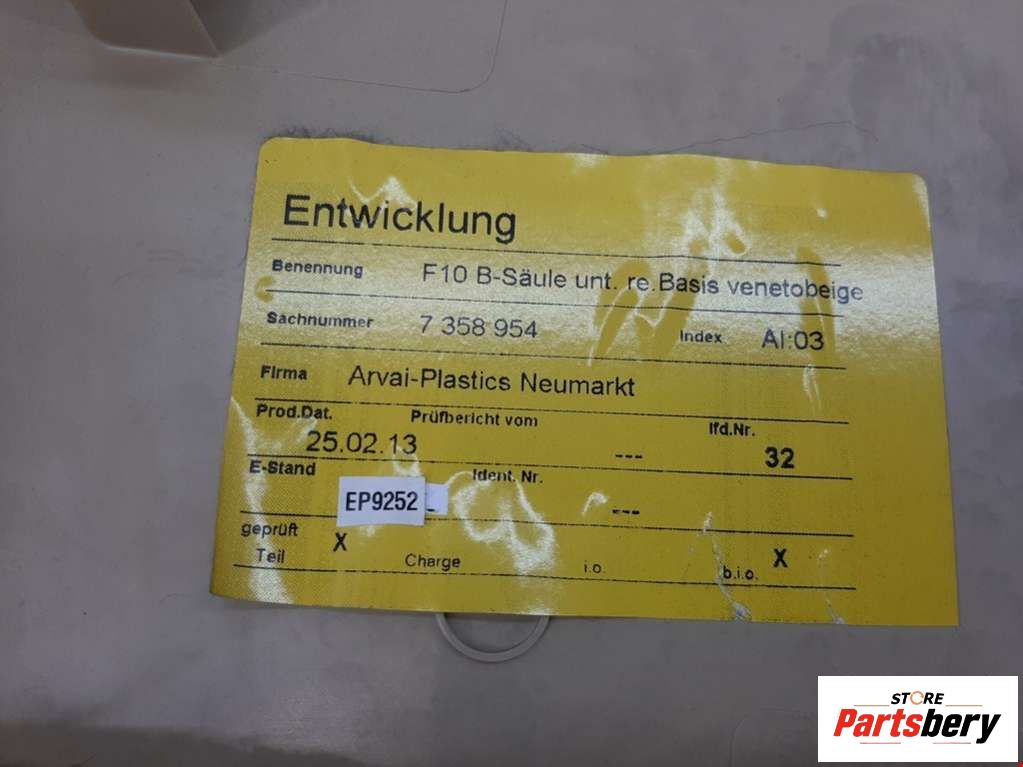 Entwicklung
Benennung F10 B-Säule unt. re.Basis venetobeige
Sachnummer 7 358 954 Index AI:03
Firma Arvai-Plastics Neumarkt
Prod.Dat. Prüfbericht vom lfd.Nr.
25.02.13 --- 32
E-Stand Ident. Nr.
EP9252 ---
geprüft X X
Teil Charge i.o. b.i.o.
STORE
Partsbery